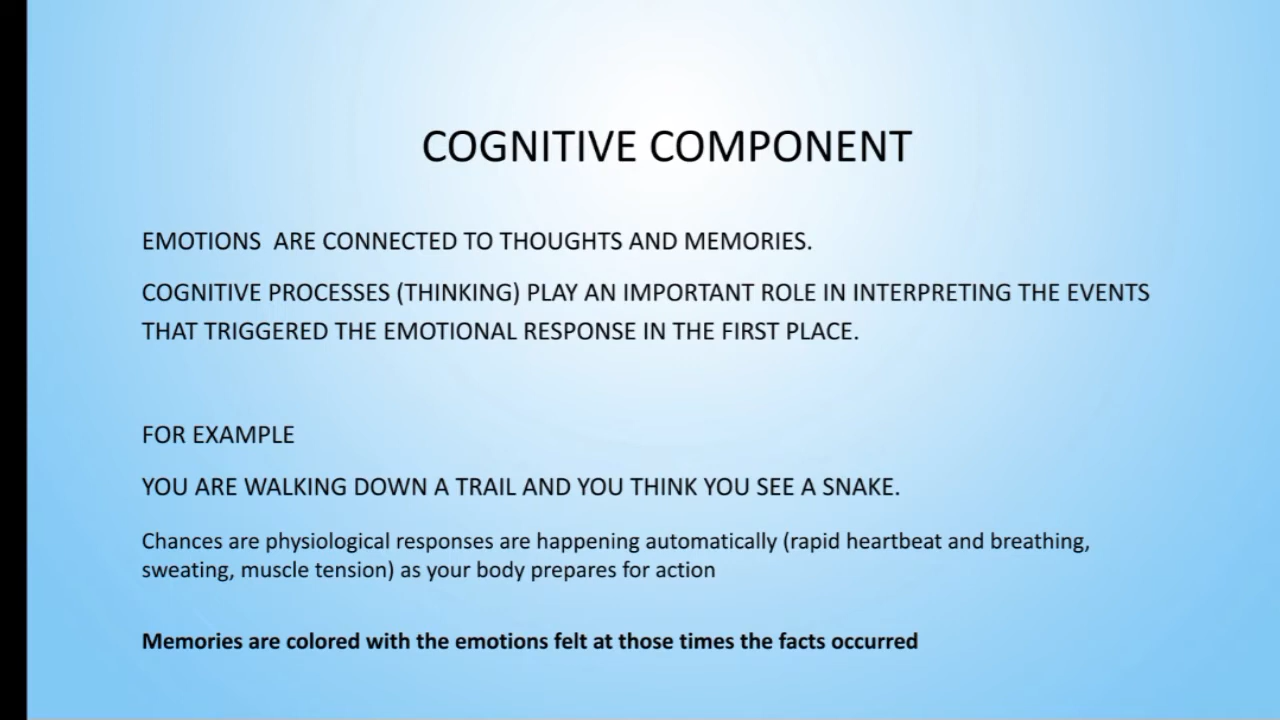 COGNITIVE COMPONENT
EMOTIONS  ARE CONNECTED TO THOUGHTS AND MEMORIES.
COGNITIVE PROCESSES (THINKING) PLAY AN IMPORTANT ROLE IN INTERPRETING THE EVENTS
THAT TRIGGERED THE EMOTIONAL RESPONSE IN THE FIRST PLACE.
FOR EXAMPLE
YOU ARE WALKING DOWN A TRAIL AND YOU THINK YOU SEE A SNAKE.
Chances are physiological responses are happening automatically (rapid heartbeat and breathing,
sweating, muscle tension) as your body prepares for action
Memories are colored with the emotions felt at those times the facts occurred